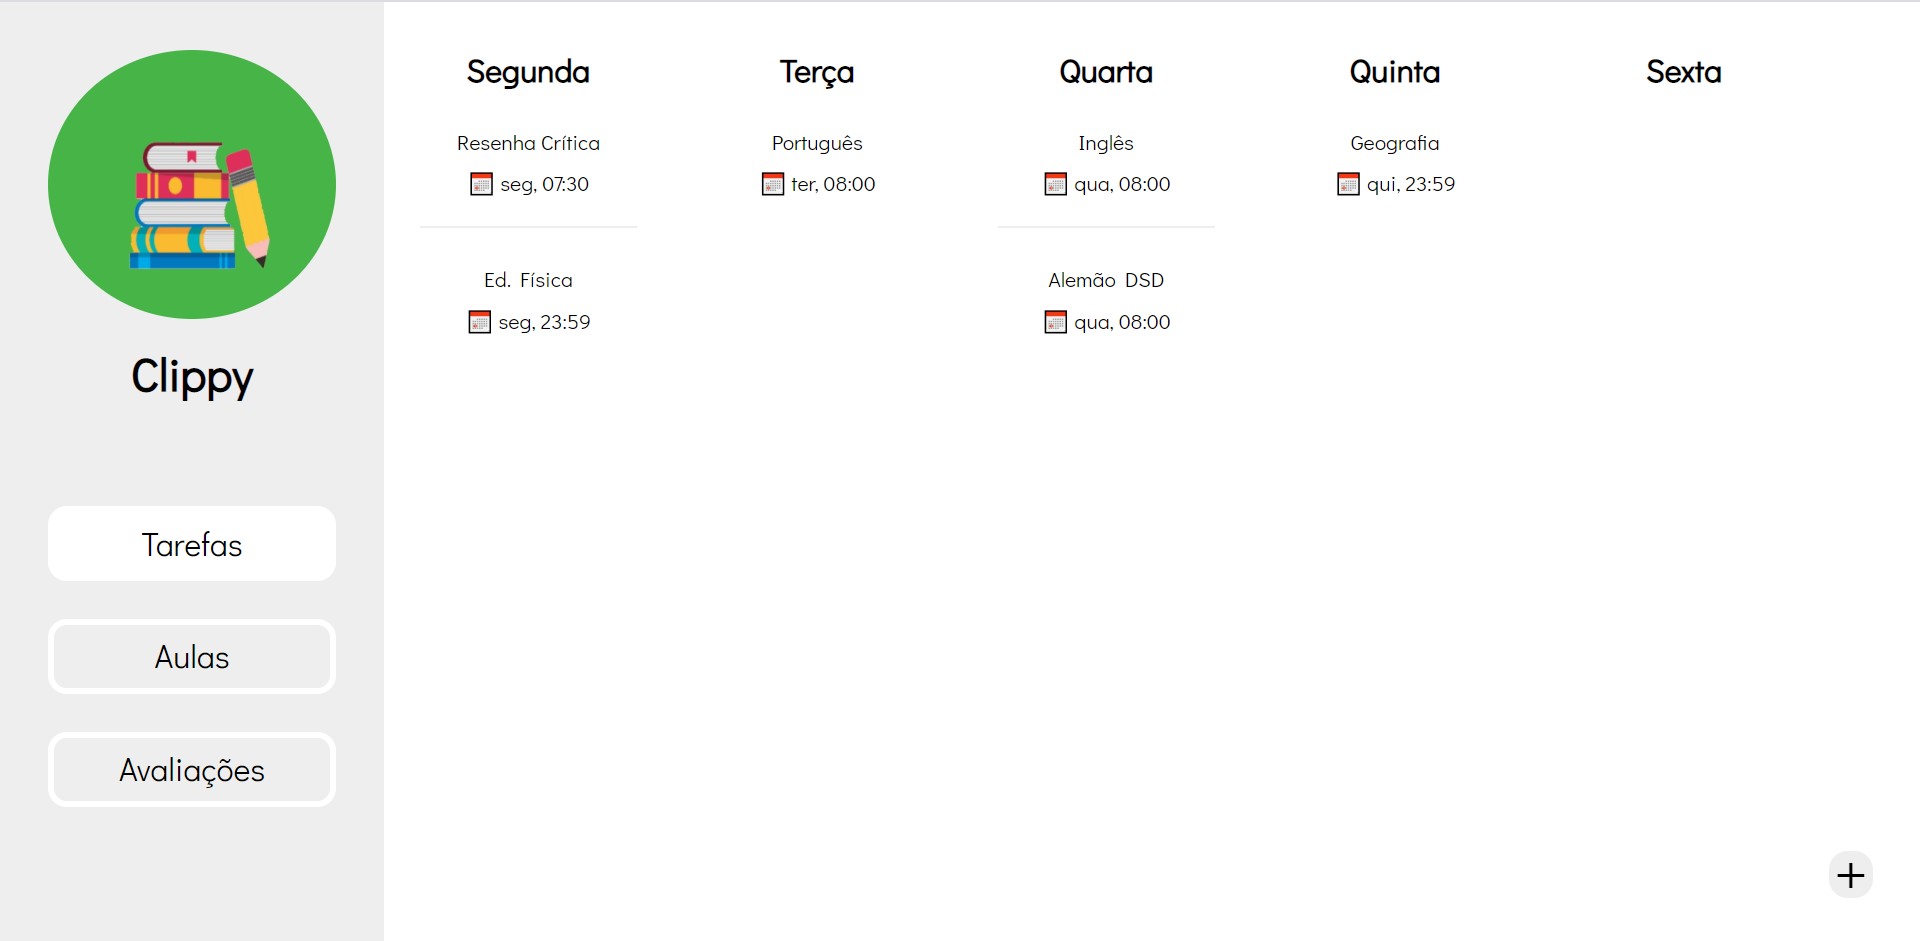 Clippy
Tarefas
Aulas
Avaliações
Segunda
Resenha Crítica
seg, 07:30
Ed. Física
seg, 23:59
Terça
Português
ter, 08:00
Quarta
Inglês
qua, 08:00
Alemão DSD
qua, 08:00
Quinta
Geografia
qui, 23:59
Sexta
+